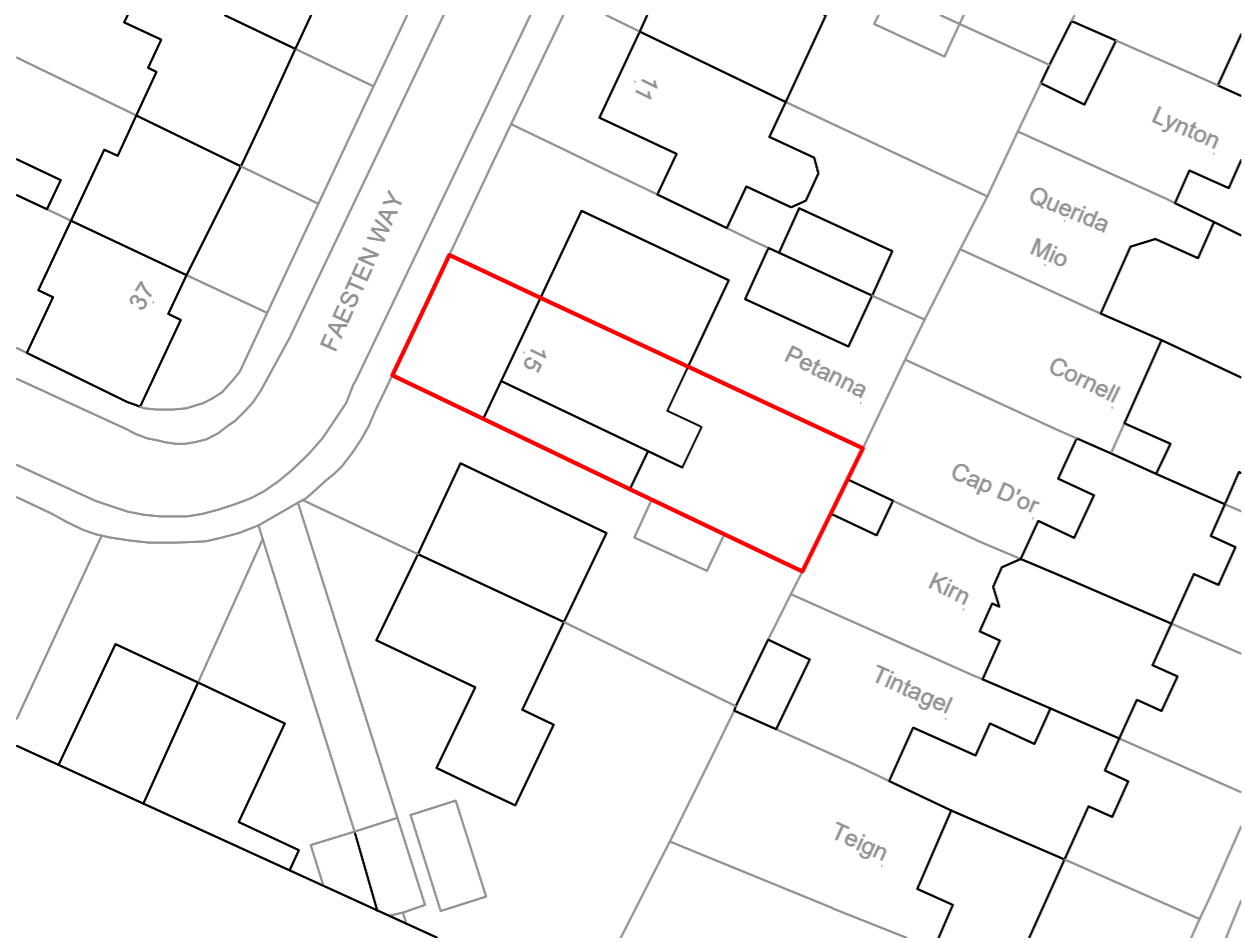 11
Lynton
Querida
Mio
FAESTEN WAY
37
15
Petanna
Cornell
Cap D'or
Kirn
Tintagel
Teign